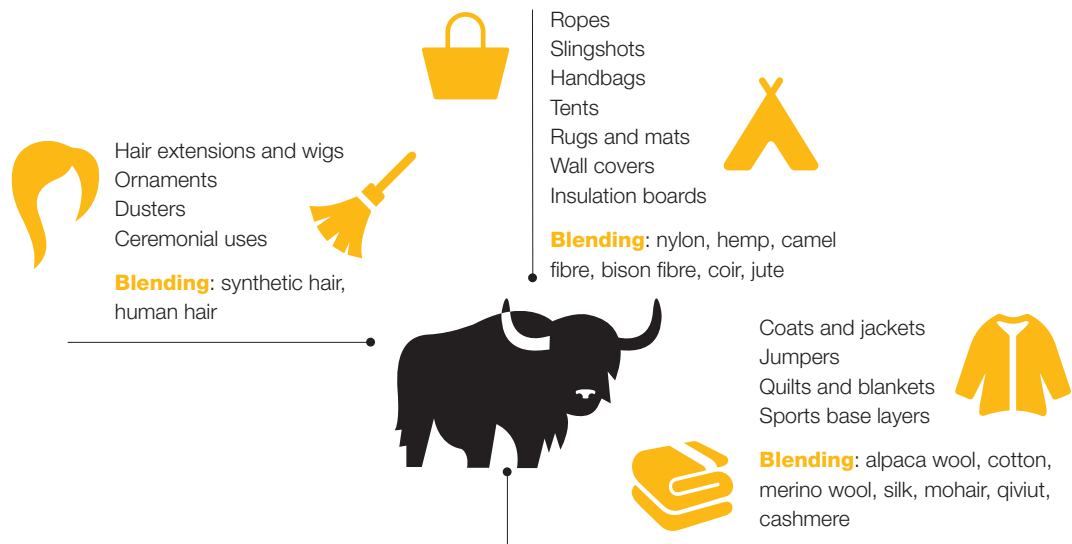 Ropes
Slingshots
Handbags
Tents
Rugs and mats
Wall covers
Insulation boards
Blending: nylon, hemp, camel
fibre, bison fibre, coir, jute
Hair extensions and wigs
Ornaments
Dusters
Ceremonial uses
Blending: synthetic hair,
human hair
Coats and jackets
Jumpers
Quilts and blankets
Sports base layers
Blending: alpaca wool, cotton,
merino wool, silk, mohair, qiviut,
cashmere